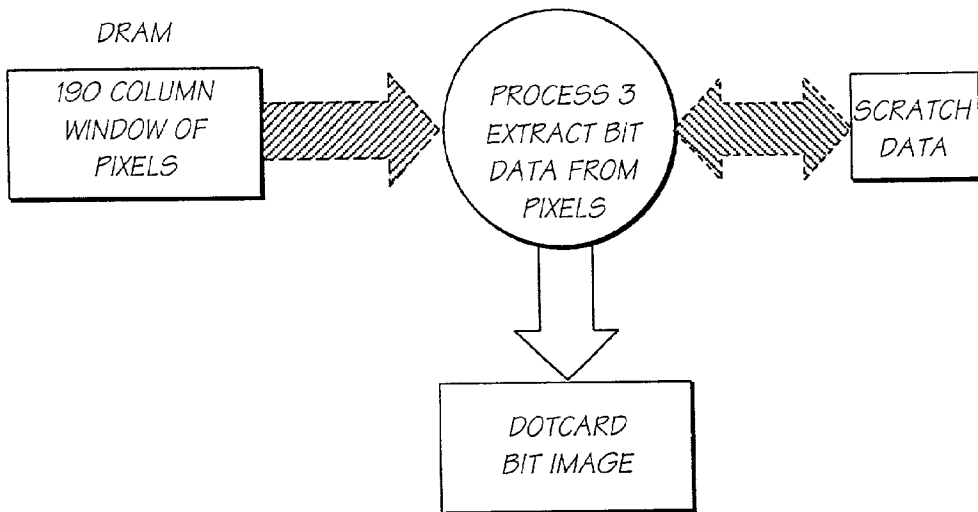 DRAM
190 COLUMN
WINDOW OF
PIXELS
PROCESS 3
EXTRACT BIT
DATA FROM
PIXELS
SCRATCH
DATA
DOTCARD
BIT IMAGE